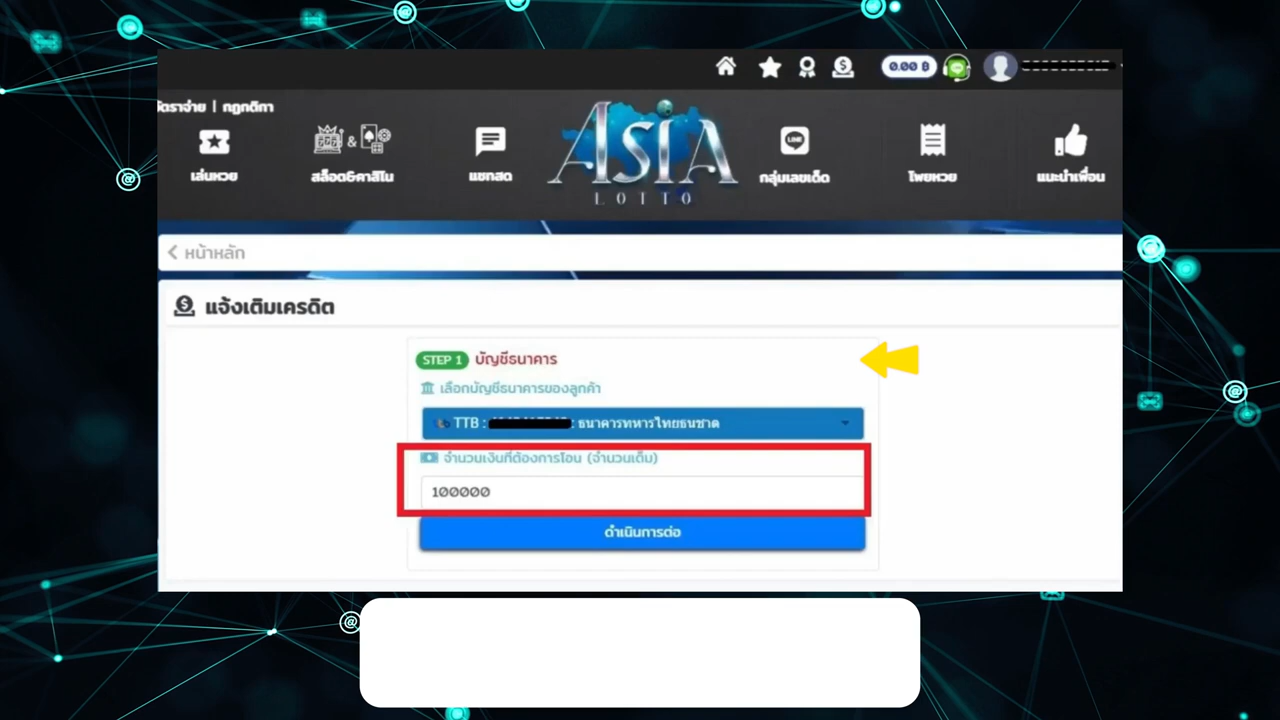 0.00 ฿
อัตราจ่าย | กฎกติกา
เล่นหวย
สล็อต&คาสิโน
แชทสด
ASIA
LOTTO
LINE
กลุ่มเลขเด็ด
โพยหวย
แนะนำเพื่อน
หน้าหลัก
แจ้งเติมเครดิต
STEP 1 บัญชีธนาคาร
เลือกบัญชีธนาคารของลูกค้า
TTB : : ธนาคารทหารไทยธนชาต
จำนวนเงินที่ต้องการโอน (จำนวนเต็ม)
100000
ดำเนินการต่อ